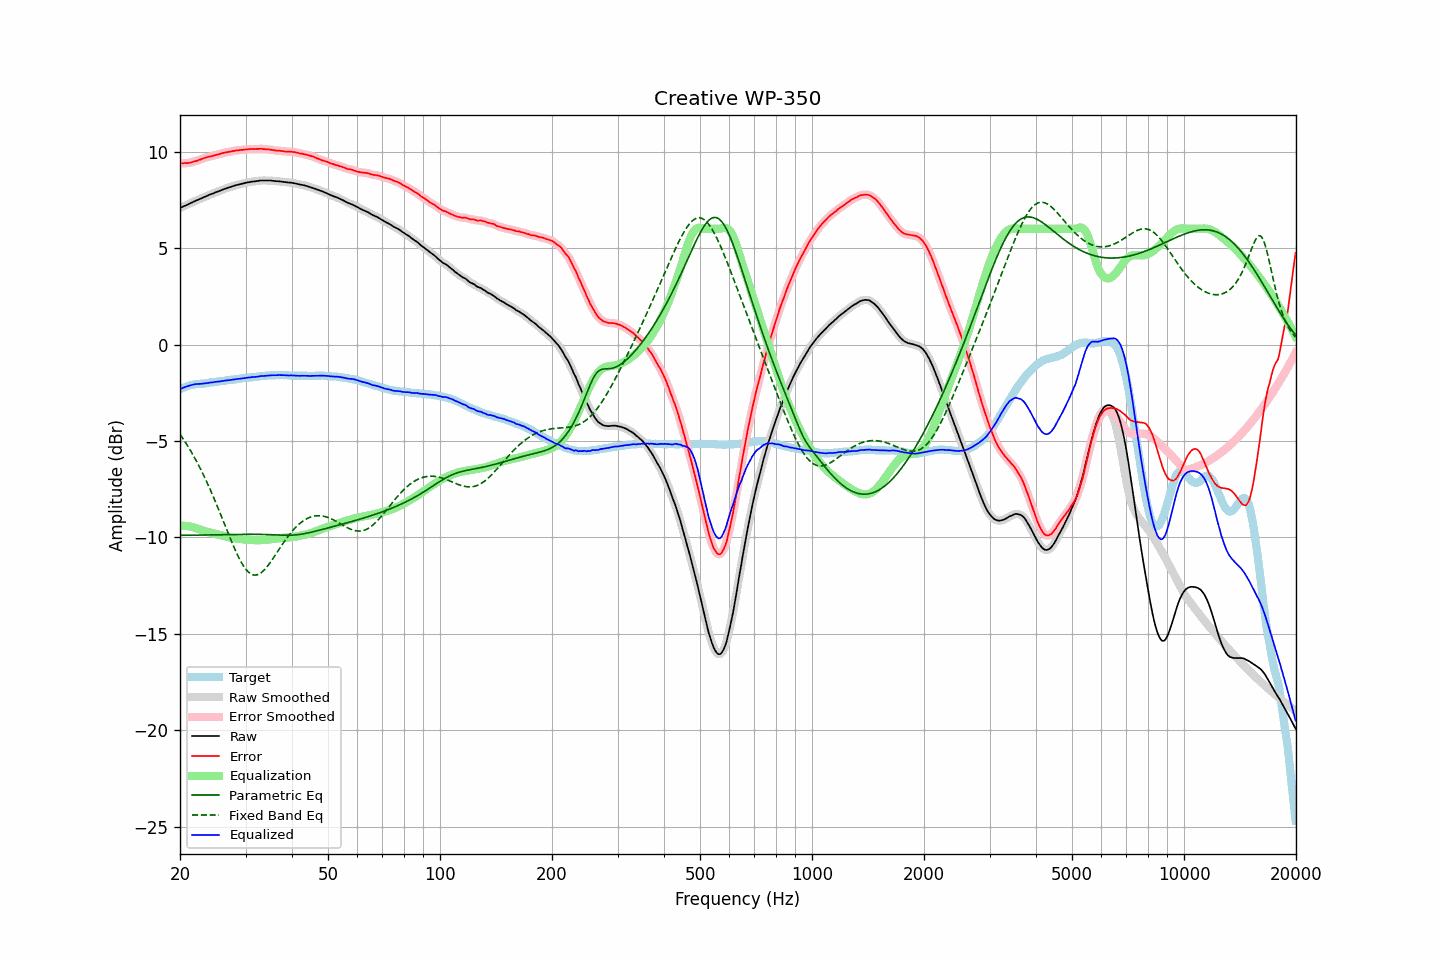 Creative WP-350
Amplitude (dBr)
10
5
0
−5
−10
−15
−20
−25
Target
Raw Smoothed
Error Smoothed
Raw
Error
Equalization
Parametric Eq
Fixed Band Eq
Equalized
20
50
100
200
500
1000
2000
5000
10000
20000
Frequency (Hz)